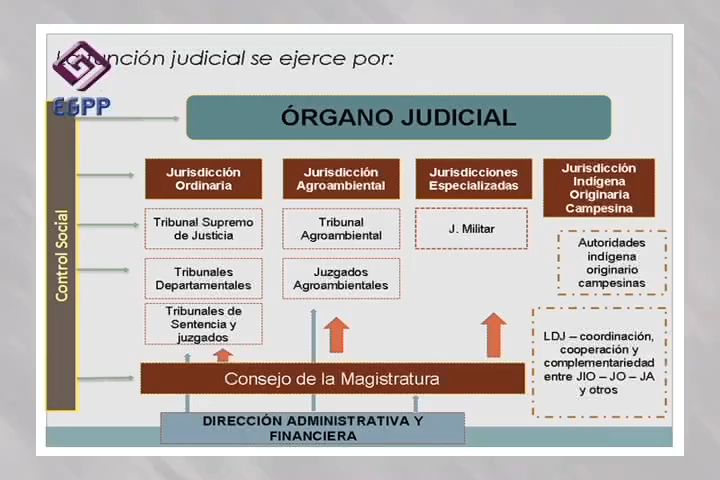 La función judicial se ejerce por:
EGPP
ÓRGANO JUDICIAL
Control Social
Jurisdicción
Ordinaria
Jurisdicción
Agroambiental
Jurisdicciones
Especializadas
Jurisdicción
Indígena
Originaria
Campesina
Tribunal Supremo
de Justicia
Tribunal
Agroambiental
J. Militar
Autoridades
indígena
originario
campesinas
Tribunales
Departamentales
Juzgados
Agroambientales
Tribunales de
Sentencia y
juzgados
LDJ – coordinación,
cooperación y
complementariedad
entre JIO – JO – JA
y otros
Consejo de la Magistratura
DIRECCIÓN ADMINISTRATIVA Y
FINANCIERA